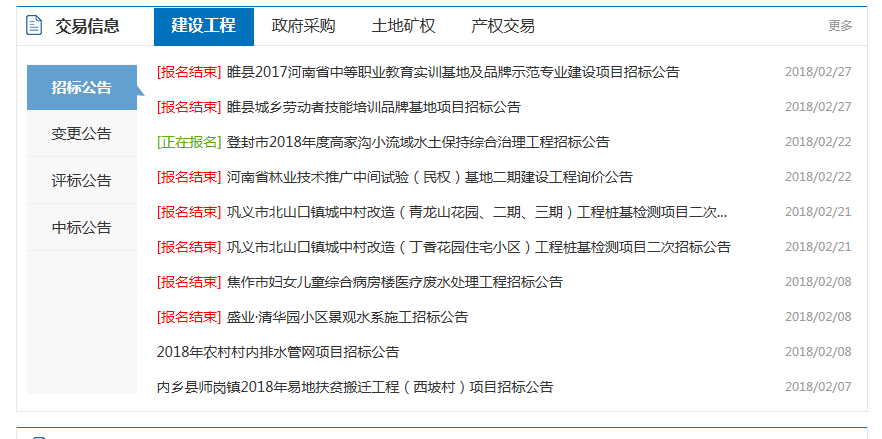 交易信息 建设工程 政府采购 土地矿权 产权交易 更多
招标公告
变更公告
评标公告
中标公告
[报名结束] 睢县2017河南省中等职业教育实训基地及品牌示范专业建设项目招标公告 2018/02/27
[报名结束] 睢县城乡劳动者技能培训品牌基地项目招标公告 2018/02/27
[正在报名] 登封市2018年度高家沟小流域水土保持综合治理工程招标公告 2018/02/22
[报名结束] 河南省林业技术推广中间试验（民权）基地二期建设工程询价公告 2018/02/22
[报名结束] 巩义市北山口镇城中村改造（青龙山花园、二期、三期）工程桩基检测项目二次... 2018/02/21
[报名结束] 巩义市北山口镇城中村改造（丁香花园住宅小区）工程桩基检测项目二次招标公告 2018/02/21
[报名结束] 焦作市妇女儿童综合病房楼医疗废水处理工程招标公告 2018/02/08
[报名结束] 盛业·清华园小区景观水系施工招标公告 2018/02/08
2018年农村村内排水管网项目招标公告 2018/02/08
内乡县师岗镇2018年易地扶贫搬迁工程（西坡村）项目招标公告 2018/02/07